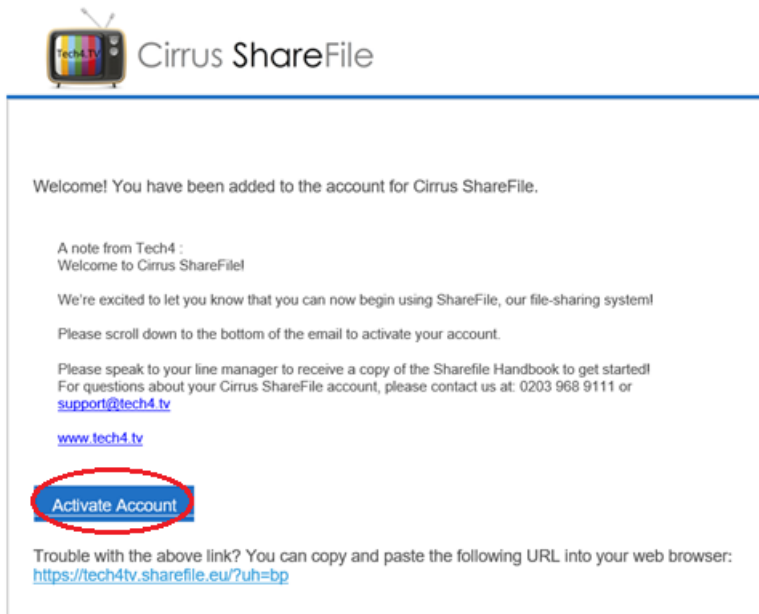 Tech4.TV
Cirrus ShareFile
Welcome! You have been added to the account for Cirrus ShareFile.
A note from Tech4 :
Welcome to Cirrus ShareFile!
We're excited to let you know that you can now begin using ShareFile, our file-sharing system!
Please scroll down to the bottom of the email to activate your account.
Please speak to your line manager to receive a copy of the Sharefile Handbook to get started!
For questions about your Cirrus ShareFile account, please contact us at: 0203 968 9111 or
support@tech4.tv
www.tech4.tv
Activate Account
Trouble with the above link? You can copy and paste the following URL into your web browser:
https://tech4tv.sharefile.eu/?uh=bp